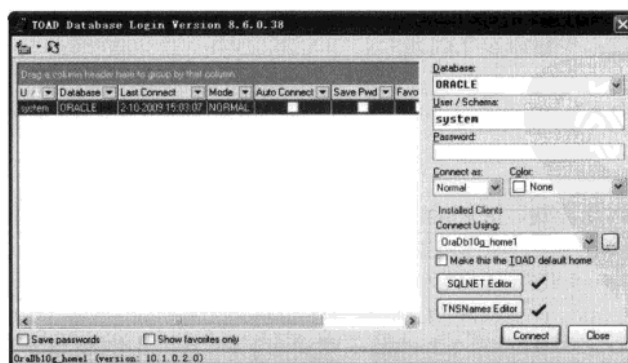 TOAD Database Login Version 8.6.0.38
Drag a column header here to group by that column
U Database Last Connect Mode Auto Connect Save Pwd Favo
system ORACLE 2-10-2009 15:03:07 NORMAL
Save passwords Show favorites only
Database:
ORACLE
User / Schema:
system
Password:
Connect as: Color:
Normal None
Installed Clients
Connect Using:
OraDb10g_home1 ...
Make this the TOAD default home
SQLNET Editor
TNSNames Editor
Connect Close
OraDb10g_home1 (version: 10.1.0.2.0)